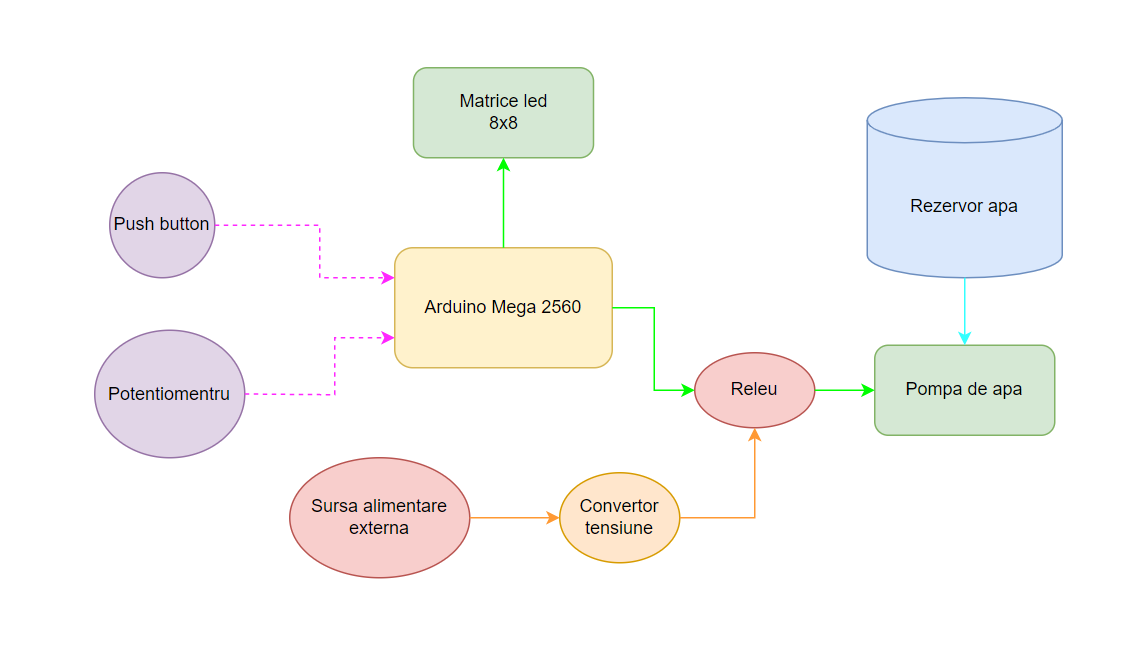 Matrice led
8x8
Push button
Rezervor apa
Arduino Mega 2560
Potentiomentru
Releu
Pompa de apa
Sursa alimentare
externa
Convertor
tensiune